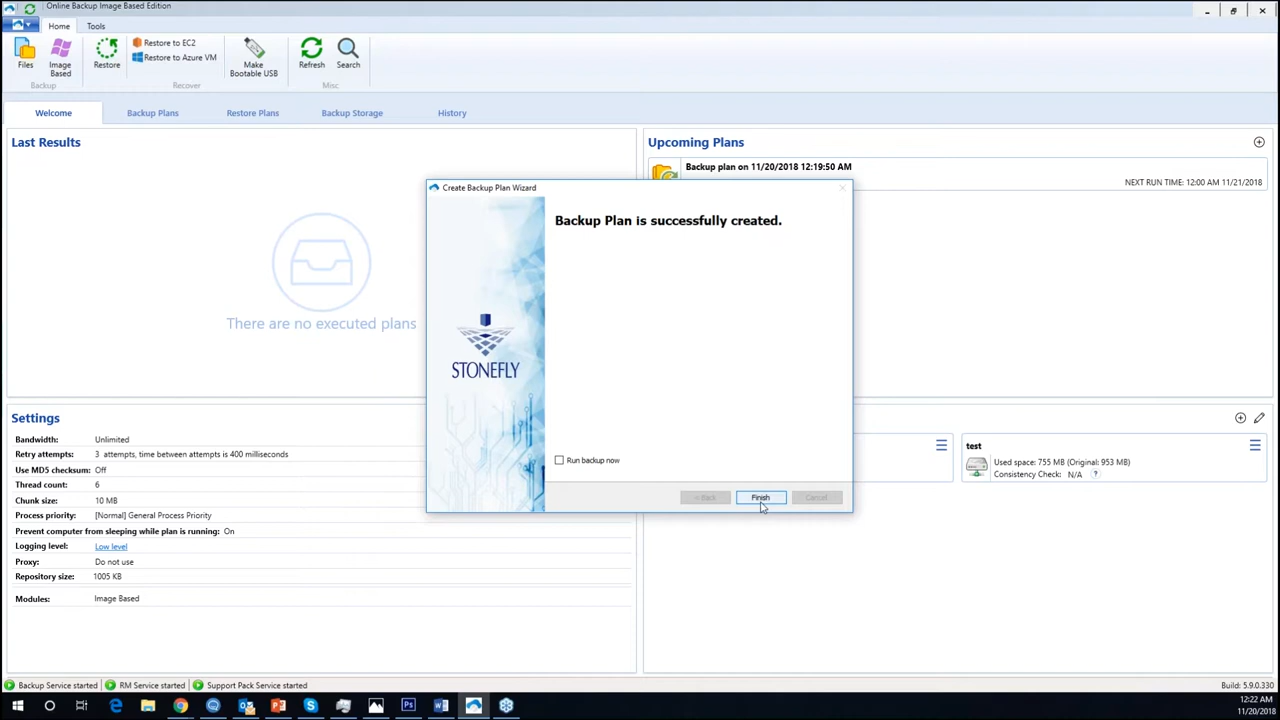 Online Backup Image Based Edition
Home
Tools
Files
Image
Based
Backup
Restore
Restore to EC2
Restore to Azure VM
Recover
Make
Bootable USB
Refresh
Search
Misc
Welcome
Backup Plans
Restore Plans
Backup Storage
History
Last Results
There are no executed plans
Upcoming Plans
Backup plan on 11/20/2018 12:19:50 AM
NEXT RUN TIME: 12:00 AM 11/21/2018
Create Backup Plan Wizard
Backup Plan is successfully created.
STONEFLY
Run backup now
< Back
Finish
Cancel
Settings
Bandwidth: Unlimited
Retry attempts: 3 attempts, time between attempts is 400 milliseconds
Use MD5 checksum: Off
Thread count: 6
Chunk size: 10 MB
Process priority: [Normal] General Process Priority
Prevent computer from sleeping while plan is running: On
Logging level: Low level
Proxy: Do not use
Repository size: 1005 KB
Modules: Image Based
test
Used space: 755 MB (Original: 953 MB)
Consistency Check: N/A ?
Backup Service started
RM Service started
Support Pack Service started
Build: 5.9.0.330
12:22 AM
11/20/2018